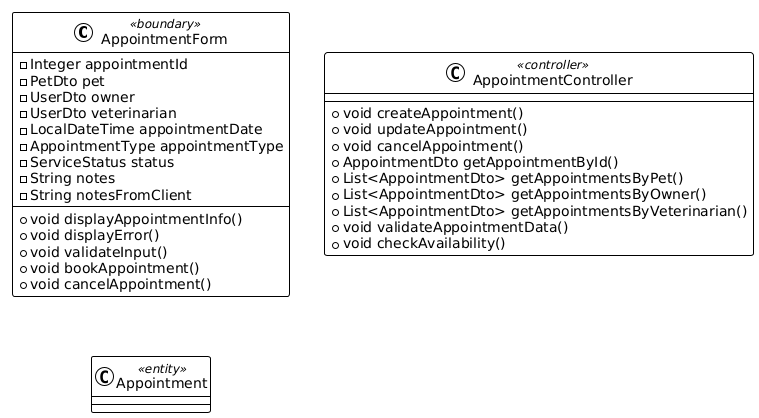 C
«boundary»
AppointmentForm
Integer appointmentId
PetDto pet
UserDto owner
UserDto veterinarian
LocalDateTime appointmentDate
AppointmentType appointmentType
ServiceStatus status
String notes
String notesFromClient
void displayAppointmentInfo()
void displayError()
void validateInput()
void bookAppointment()
void cancelAppointment()
C
«controller»
AppointmentController
void createAppointment()
void updateAppointment()
void cancelAppointment()
AppointmentDto getAppointmentById()
List<AppointmentDto> getAppointmentsByPet()
List<AppointmentDto> getAppointmentsByOwner()
List<AppointmentDto> getAppointmentsByVeterinarian()
void validateAppointmentData()
void checkAvailability()
C
«entity»
Appointment